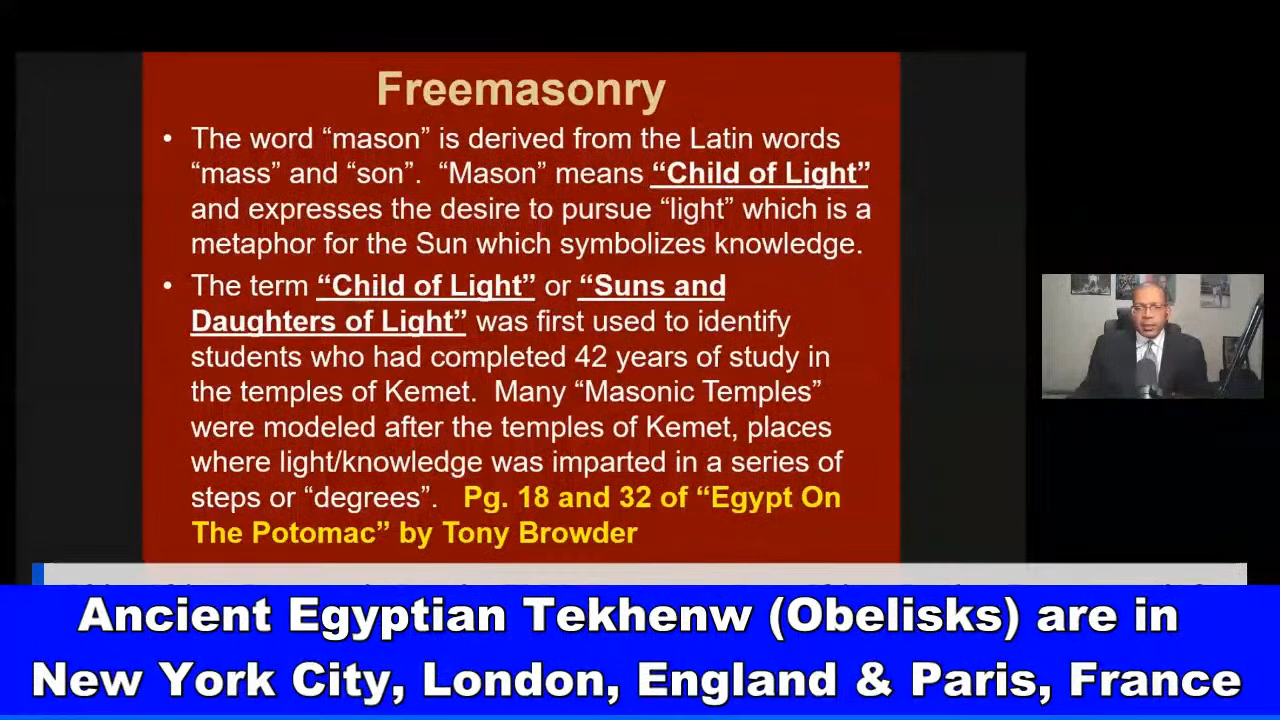 Freemasonry
• The word “mason” is derived from the Latin words
“mass” and “son”.  “Mason” means “Child of Light”
and expresses the desire to pursue “light” which is a
metaphor for the Sun which symbolizes knowledge.
• The term “Child of Light” or “Suns and
Daughters of Light” was first used to identify
students who had completed 42 years of study in
the temples of Kemet.  Many “Masonic Temples”
were modeled after the temples of Kemet, places
where light/knowledge was imparted in a series of
steps or “degrees”.   Pg. 18 and 32 of “Egypt On
The Potomac” by Tony Browder
Ancient Egyptian Tekhenw (Obelisks) are in
New York City, London, England & Paris, France